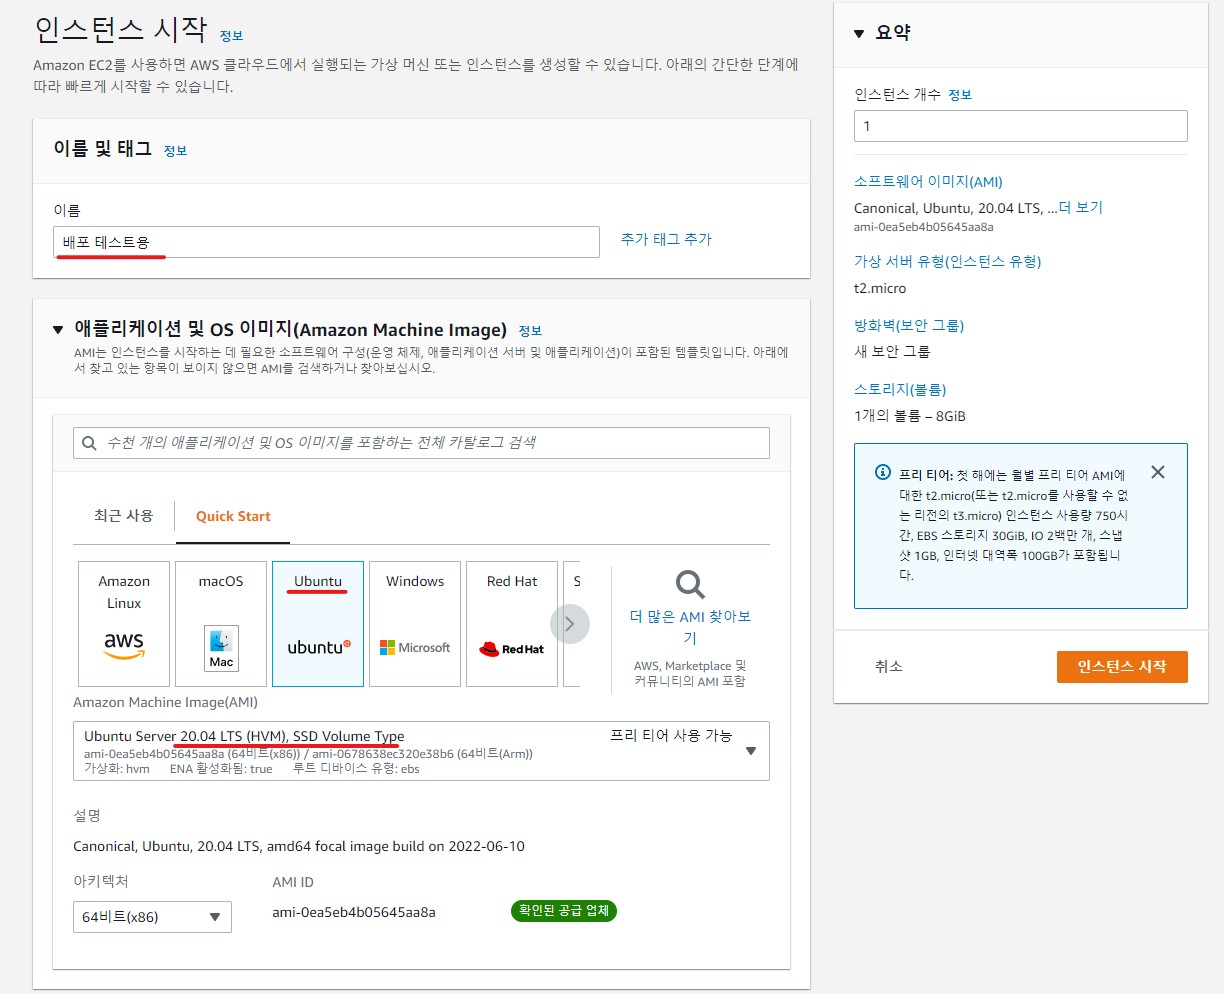 인스턴스 시작 정보
Amazon EC2를 사용하면 AWS 클라우드에서 실행되는 가상 머신 또는 인스턴스를 생성할 수 있습니다. 아래의 간단한 단계에
따라 빠르게 시작할 수 있습니다.
이름 및 태그 정보
이름
배포 테스트용
추가 태그 추가
애플리케이션 및 OS 이미지(Amazon Machine Image) 정보
AMI는 인스턴스를 시작하는 데 필요한 소프트웨어 구성(운영 체제, 애플리케이션 서버 및 애플리케이션)이 포함된 템플릿입니다. 아래에
서 찾고 있는 항목이 보이지 않으면 AMI를 검색하거나 찾아보십시오.
수천 개의 애플리케이션 및 OS 이미지를 포함하는 전체 카탈로그 검색
최근 사용
Quick Start
Amazon
Linux
aws
macOS
Mac
Ubuntu
ubuntu
Windows
Microsoft
Red Hat
Red Hat
S
더 많은 AMI 찾아보
기
AWS, Marketplace 및
커뮤니티의 AMI 포함
Amazon Machine Image(AMI)
Ubuntu Server 20.04 LTS (HVM), SSD Volume Type
프리 티어 사용 가능
ami-0ea5eb4b05645aa8a (64비트(x86)) / ami-0678638ec320e38b6 (64비트(Arm))
가상화: hvm ENA 활성화됨: true 루트 디바이스 유형: ebs
설명
Canonical, Ubuntu, 20.04 LTS, amd64 focal image build on 2022-06-10
아키텍처
AMI ID
64비트(x86)
ami-0ea5eb4b05645aa8a
확인된 공급 업체
요약
인스턴스 개수 정보
1
소프트웨어 이미지(AMI)
Canonical, Ubuntu, 20.04 LTS, ...더 보기
ami-0ea5eb4b05645aa8a
가상 서버 유형(인스턴스 유형)
t2.micro
방화벽(보안 그룹)
새 보안 그룹
스토리지(볼륨)
1개의 볼륨 – 8GiB
프리 티어: 첫 해에는 월별 프리 티어 AMI에
대한 t2.micro(또는 t2.micro를 사용할 수 없
는 리전의 t3.micro) 인스턴스 사용량 750시
간, EBS 스토리지 30GiB, IO 2백만 개, 스냅
샷 1GB, 인터넷 대역폭 100GB가 포함됩니
다.
취소
인스턴스 시작